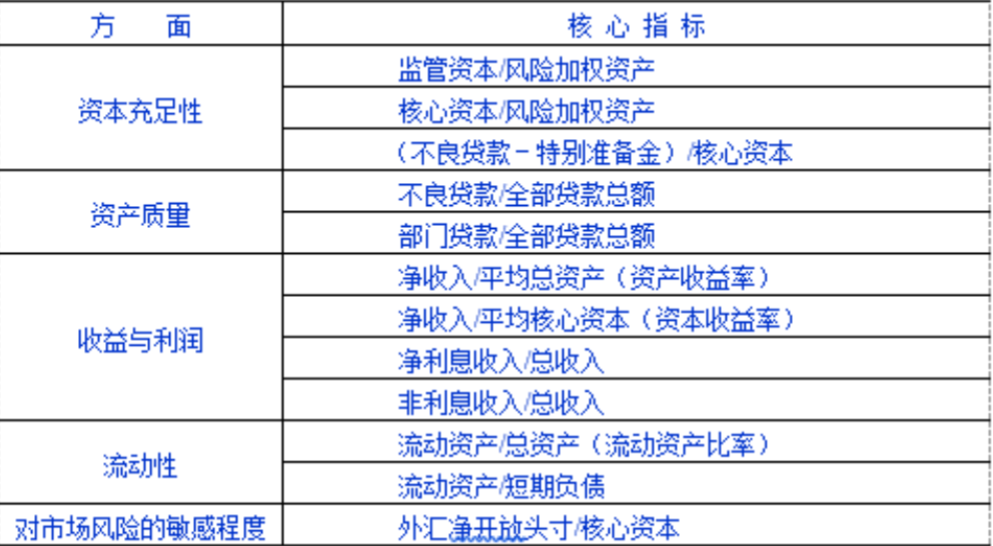 方 面 核 心 指 标
资本充足性
监管资本/风险加权资产
核心资本/风险加权资产
（不良贷款－特别准备金）/核心资本
资产质量
不良贷款/全部贷款总额
部门贷款/全部贷款总额
收益与利润
净收入/平均总资产（资产收益率）
净收入/平均核心资本（资本收益率）
净利息收入/总收入
非利息收入/总收入
流动性
流动资产/总资产（流动资产比率）
流动资产/短期负债
对市场风险的敏感程度
外汇净开放头寸/核心资本